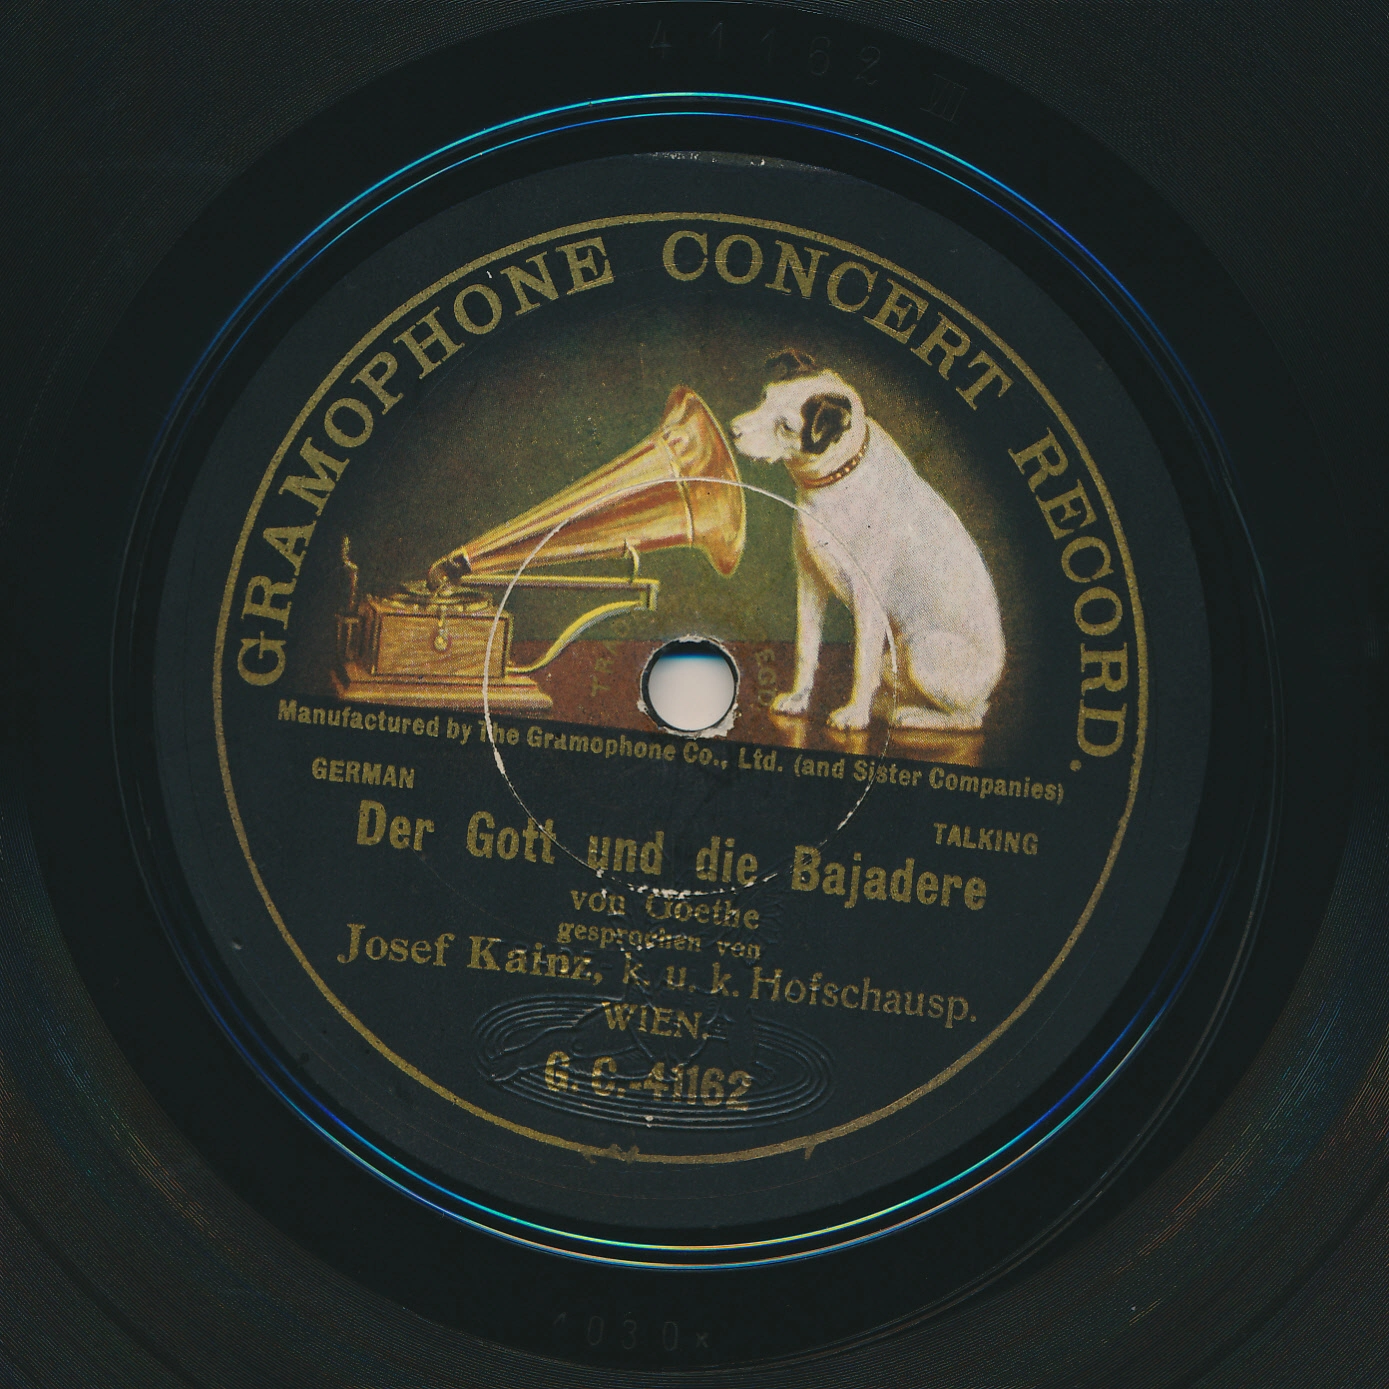 41162 III
GRAMOPHONE CONCERT RECORD.
Manufactured by The Gramophone Co., Ltd. (and Sister Companies)
GERMAN
TALKING
Der Gott und die Bajadere
von Goethe
gesprochen von
Josef Kainz, k. u. k. Hofschausp.
WIEN.
G. C.-41162
1030x